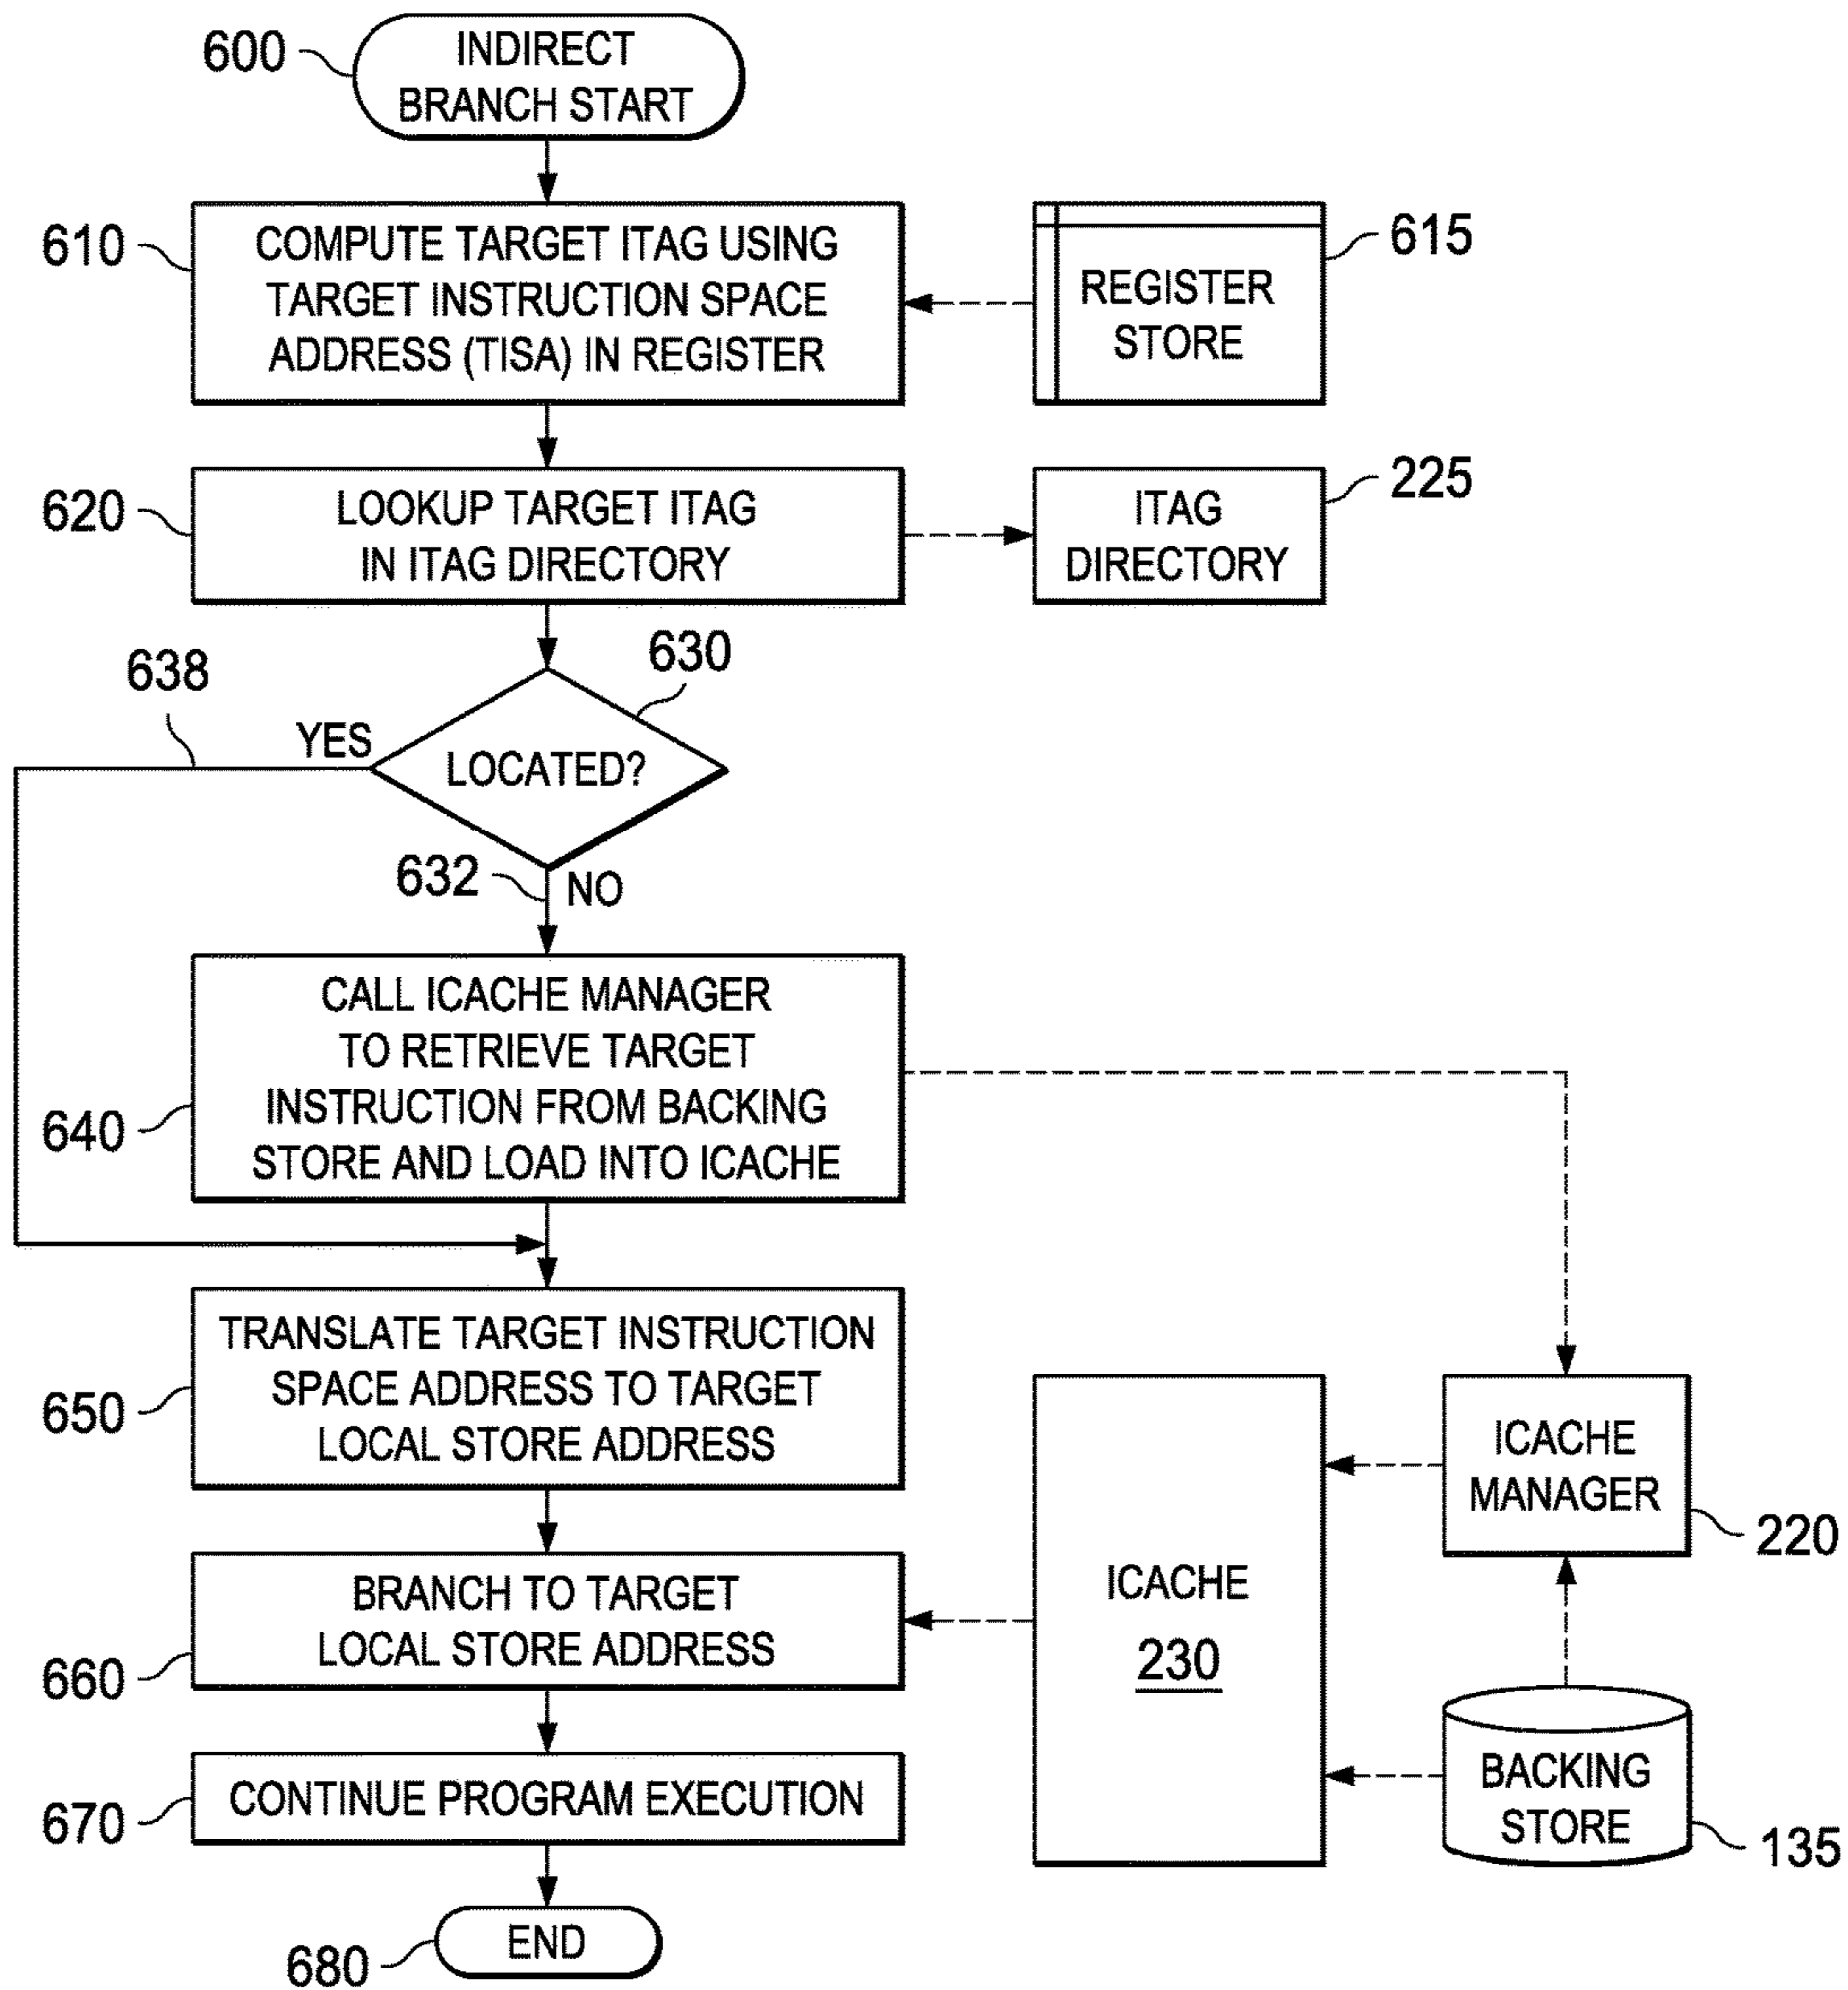 600
INDIRECT
BRANCH START
610
COMPUTE TARGET ITAG USING
TARGET INSTRUCTION SPACE
ADDRESS (TISA) IN REGISTER
REGISTER
STORE
615
620
LOOKUP TARGET ITAG
IN ITAG DIRECTORY
ITAG
DIRECTORY
225
638
YES
630
LOCATED?
632
NO
640
CALL ICACHE MANAGER
TO RETRIEVE TARGET
INSTRUCTION FROM BACKING
STORE AND LOAD INTO ICACHE
650
TRANSLATE TARGET INSTRUCTION
SPACE ADDRESS TO TARGET
LOCAL STORE ADDRESS
ICACHE
MANAGER
220
660
BRANCH TO TARGET
LOCAL STORE ADDRESS
ICACHE
230
670
CONTINUE PROGRAM EXECUTION
BACKING
STORE
135
680
END